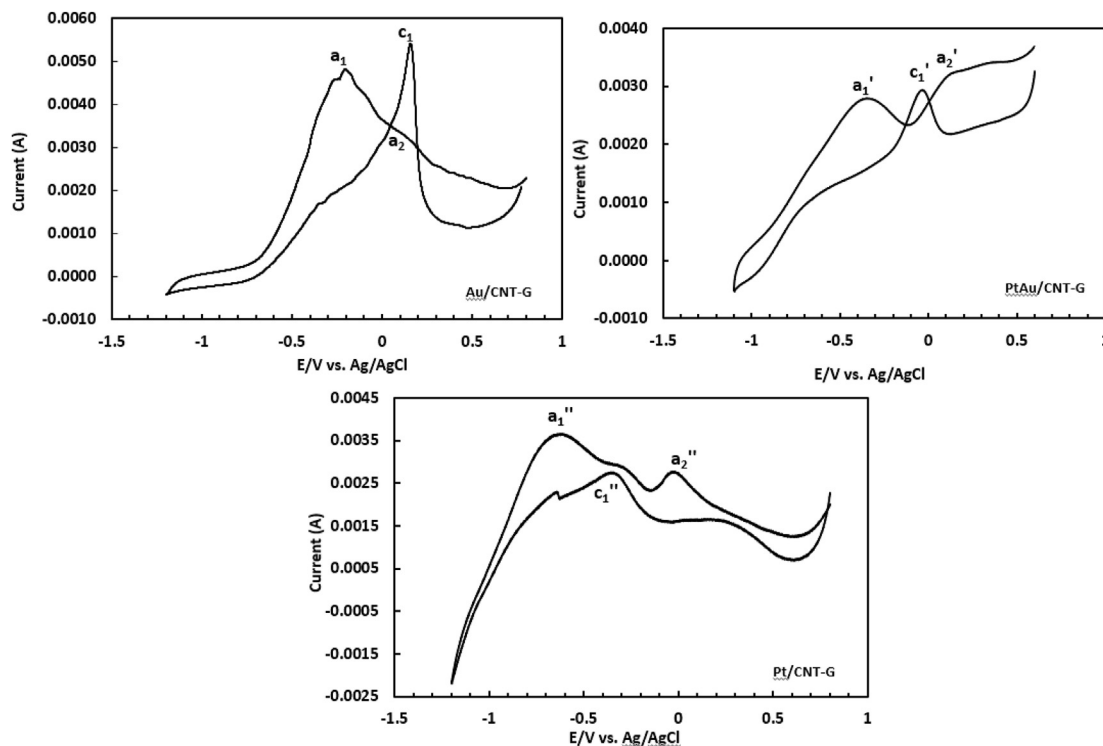 Current (A)
0.0060
0.0050
0.0040
0.0030
0.0020
0.0010
0.0000
-0.0010
a1
c1
a2
Au/CNT-G
-1.5
-1
-0.5
0
0.5
1
E/V vs. Ag/AgCl
Current (A)
0.0040
0.0030
0.0020
0.0010
0.0000
-0.0010
a1'
c1'
a2'
PtAu/CNT-G
-1.5
-1
-0.5
0
0.5
1
E/V vs. Ag/AgCl
Current (A)
0.0045
0.0035
0.0025
0.0015
0.0005
-0.0005
-0.0015
-0.0025
a1''
c1''
a2''
Pt/CNT-G
-1.5
-1
-0.5
0
0.5
1
E/V vs. Ag/AgCl